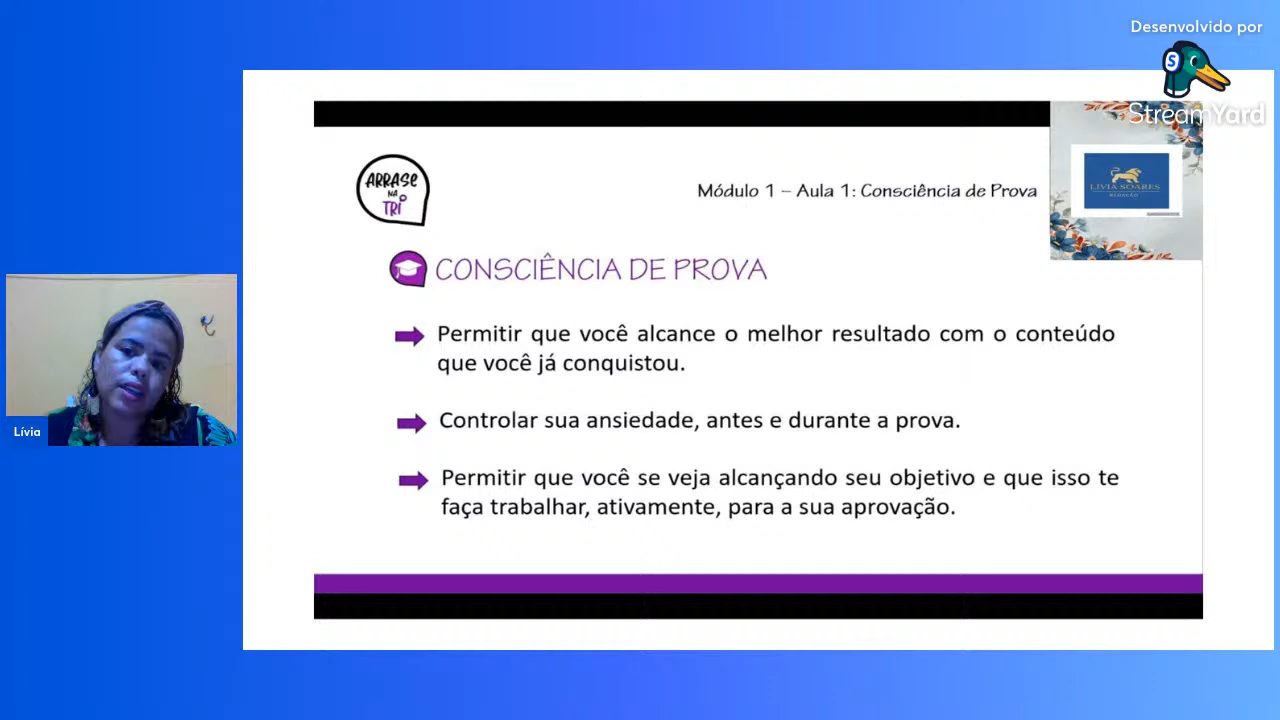 Desenvolvido por
S
StreamYard
ARRASE
NA
TRI
Módulo 1 – Aula 1: Consciência de Prova
LIVIA SOARES
REDAÇÃO
CONSCIÊNCIA DE PROVA
Permitir que você alcance o melhor resultado com o conteúdo
que você já conquistou.
Controlar sua ansiedade, antes e durante a prova.
Permitir que você se veja alcançando seu objetivo e que isso te
faça trabalhar, ativamente, para a sua aprovação.
Lívia